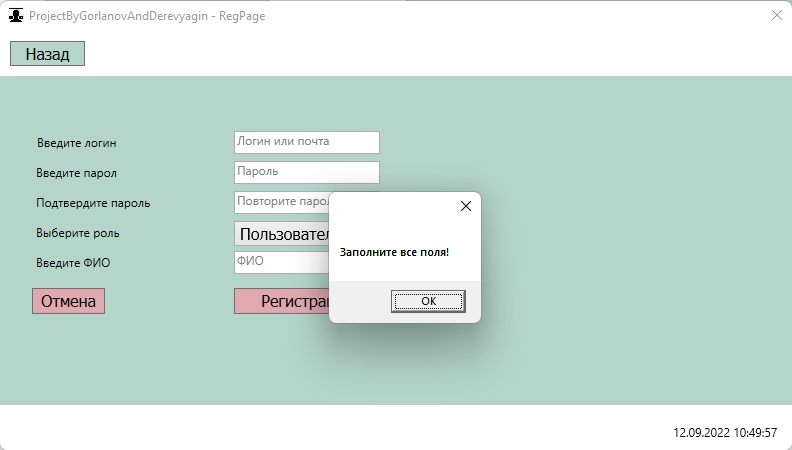 ProjectByGorlanovAndDerevyagin - RegPage
Назад
Введите логин
Логин или почта
Введите парол
Пароль
Подтвердите пароль
Повторите парол
Выберите роль
Пользовател
Введите ФИО
ФИО
Отмена
Регистрац
Заполните все поля!
OK
12.09.2022 10:49:57